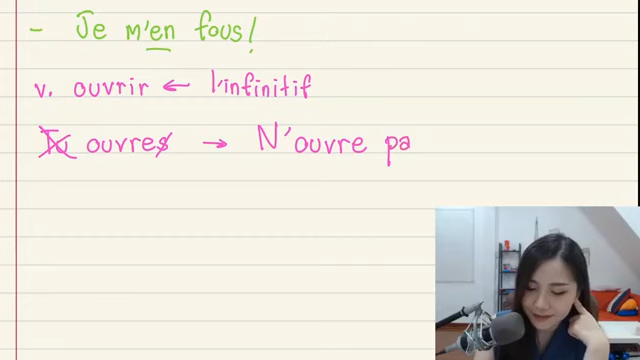 - Je m'en fous!
v. ouvrir ← l'infinitif
Tu ouvres → N'ouvre pa